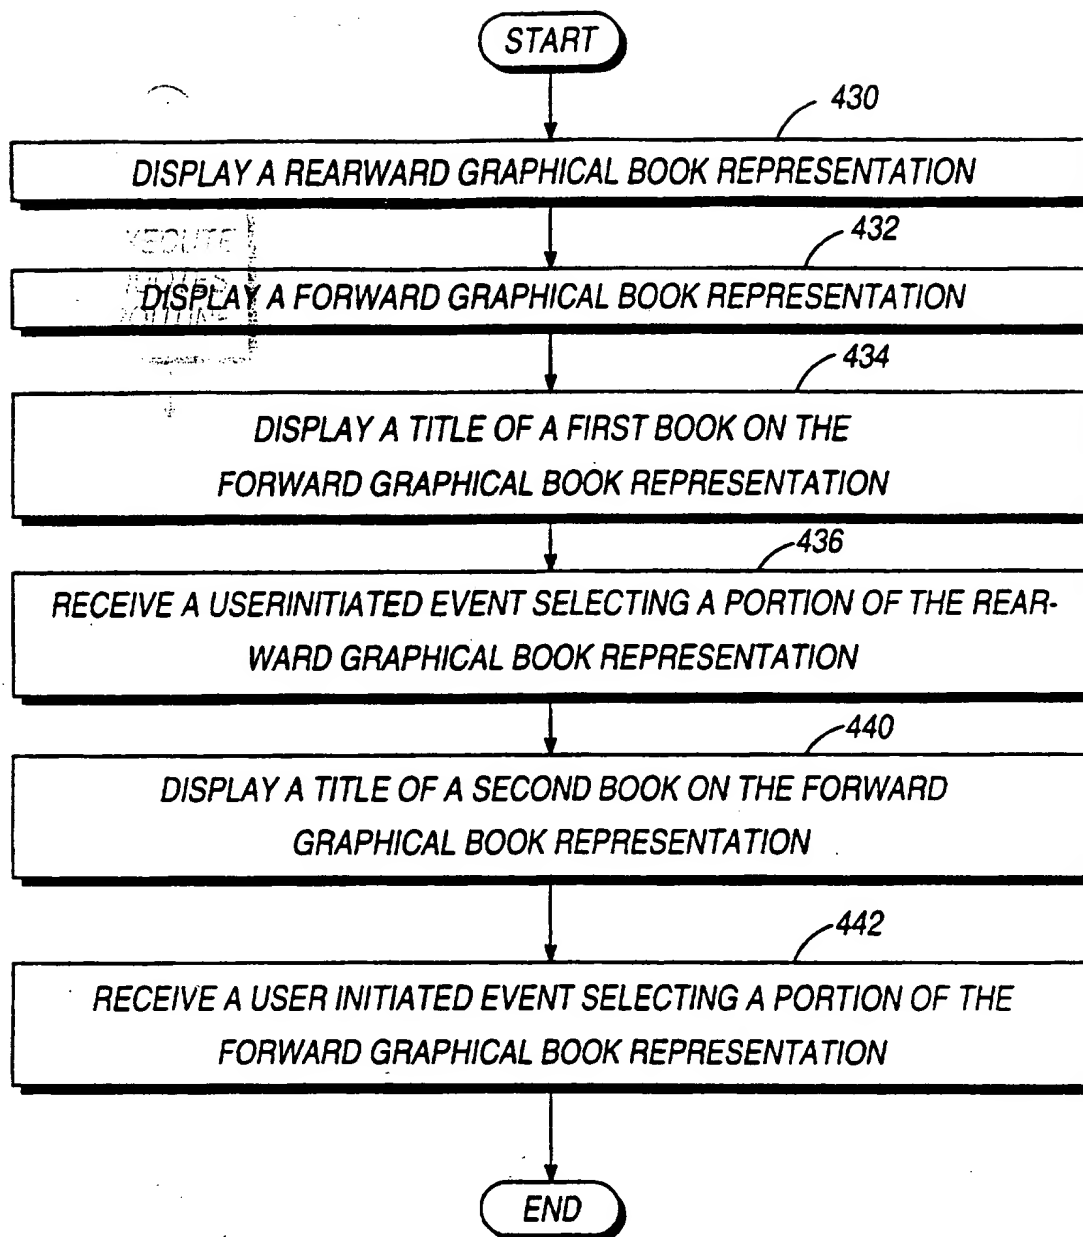 START
430
DISPLAY A REARWARD GRAPHICAL BOOK REPRESENTATION
432
DISPLAY A FORWARD GRAPHICAL BOOK REPRESENTATION
434
DISPLAY A TITLE OF A FIRST BOOK ON THE
FORWARD GRAPHICAL BOOK REPRESENTATION
436
RECEIVE A USERINITIATED EVENT SELECTING A PORTION OF THE REAR-
WARD GRAPHICAL BOOK REPRESENTATION
440
DISPLAY A TITLE OF A SECOND BOOK ON THE FORWARD
GRAPHICAL BOOK REPRESENTATION
442
RECEIVE A USER INITIATED EVENT SELECTING A PORTION OF THE
FORWARD GRAPHICAL BOOK REPRESENTATION
END